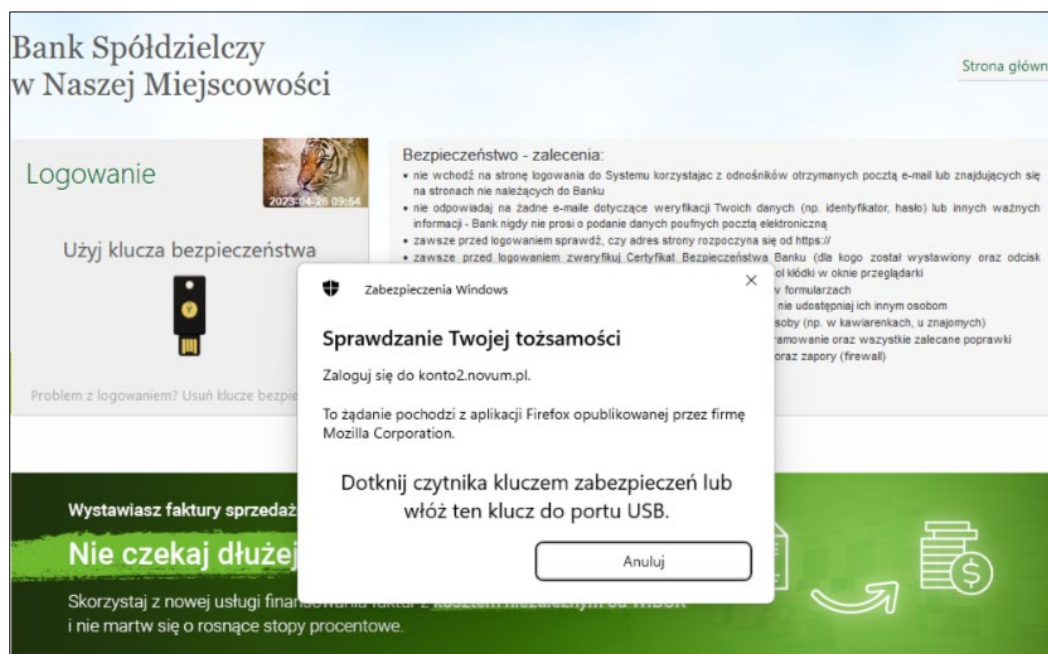 Bank Spółdzielczy
w Naszej Miejscowości
Strona główn
Logowanie
2023-04-26 09:54
Użyj klucza bezpieczeństwa
Problem z logowaniem? Usuń klucze bezpie
Bezpieczeństwo - zalecenia:
• nie wchodź na stronę logowania do Systemu korzystajac z odnośników otrzymanych pocztą e-mail lub znajdujących się
na stronach nie należących do Banku
• nie odpowiadaj na żadne e-maile dotyczące weryfikacji Twoich danych (np. identyfikator, hasło) lub innych ważnych
informacji - Bank nigdy nie prosi o podanie danych poufnych pocztą elektroniczną
• zawsze przed logowaniem sprawdź, czy adres strony rozpoczyna się od https://
• zawsze przed logowaniem zweryfikuj Certyfikat Bezpieczeństwa Banku (dla kogo został wystawiony oraz odcisk
ol kłódki w oknie przeglądarki
v formularzach
nie udostępniaj ich innym osobom
soby (np. w kawiarenkach, u znajomych)
ramowanie oraz wszystkie zalecane poprawki
oraz zapory (firewall)
Zabezpieczenia Windows
Sprawdzanie Twojej tożsamości
Zaloguj się do konto2.novum.pl.
To żądanie pochodzi z aplikacji Firefox opublikowanej przez firmę
Mozilla Corporation.
Dotknij czytnika kluczem zabezpieczeń lub
włóż ten klucz do portu USB.
Anuluj
Wystawiasz faktury sprzedaż
Nie czekaj dłużej
Skorzystaj z nowej usługi finansowania faktur z kosztem niezależnym od WIBOR
i nie martw się o rosnące stopy procentowe.